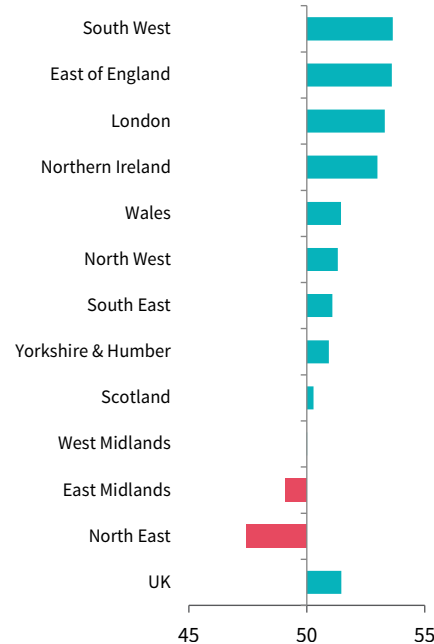 South West
East of England
London
Northern Ireland
Wales
North West
South East
Yorkshire & Humber
Scotland
West Midlands
East Midlands
North East
UK
45 50 55